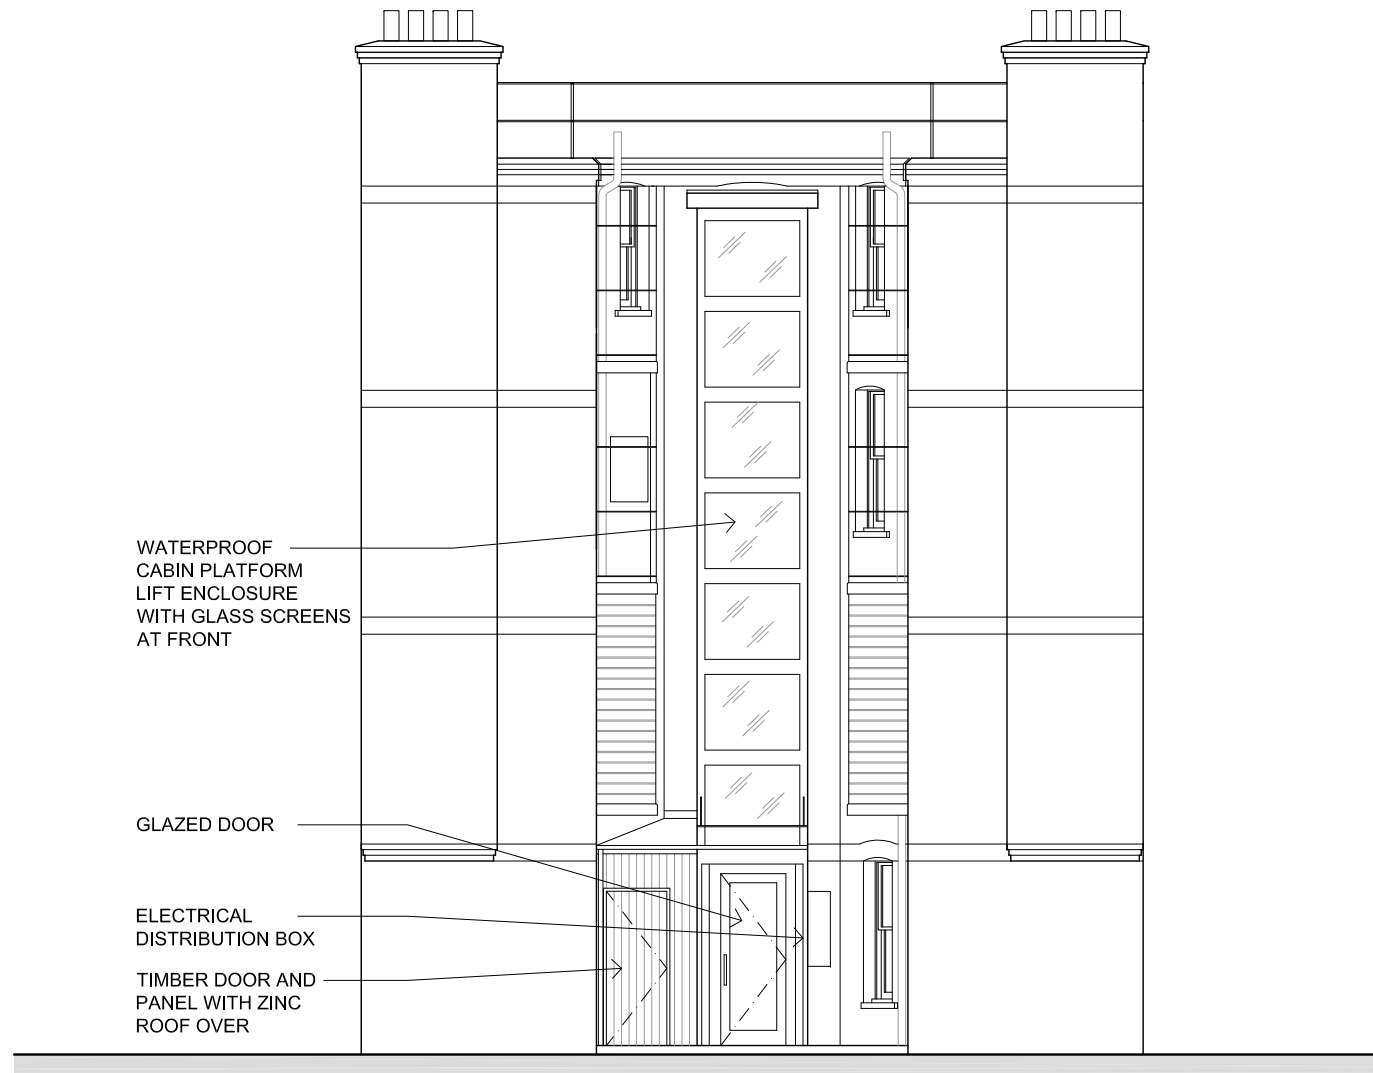 WATERPROOF
CABIN PLATFORM
LIFT ENCLOSURE
WITH GLASS SCREENS
AT FRONT
GLAZED DOOR
ELECTRICAL
DISTRIBUTION BOX
TIMBER DOOR AND
PANEL WITH ZINC
ROOF OVER